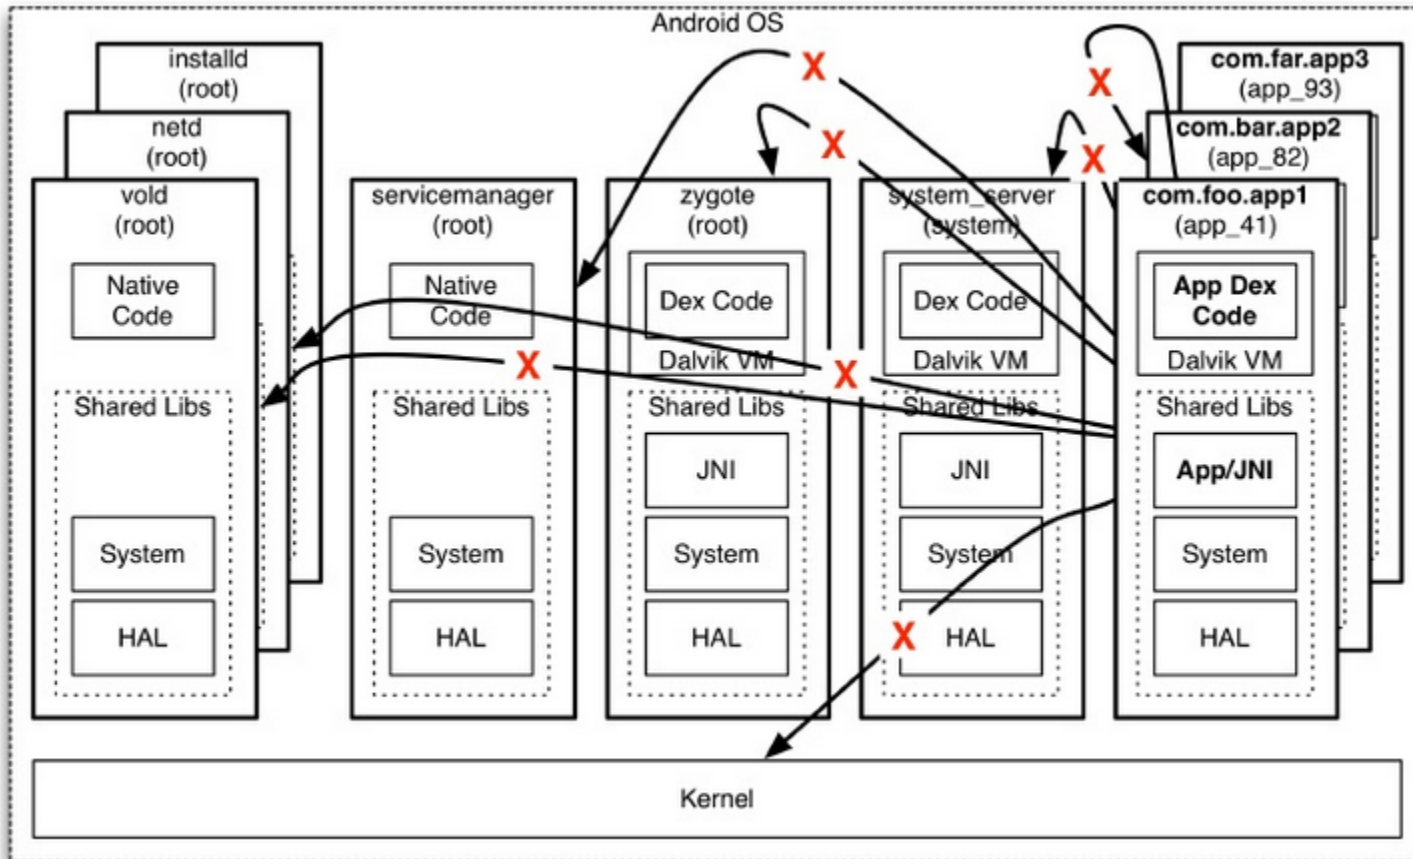 Android OS
installd
(root)
netd
(root)
vold
(root)
Native
Code
Shared Libs
System
HAL
servicemanager
(root)
Native
Code
Shared Libs
System
HAL
zygote
(root)
Dex Code
Dalvik VM
Shared Libs
JNI
System
HAL
system_server
(system)
Dex Code
Dalvik VM
Shared Libs
JNI
System
HAL
com.far.app3
(app_93)
com.bar.app2
(app_82)
com.foo.app1
(app_41)
App Dex
Code
Dalvik VM
Shared Libs
App/JNI
System
HAL
X
X
X
X
X
X
X
Kernel